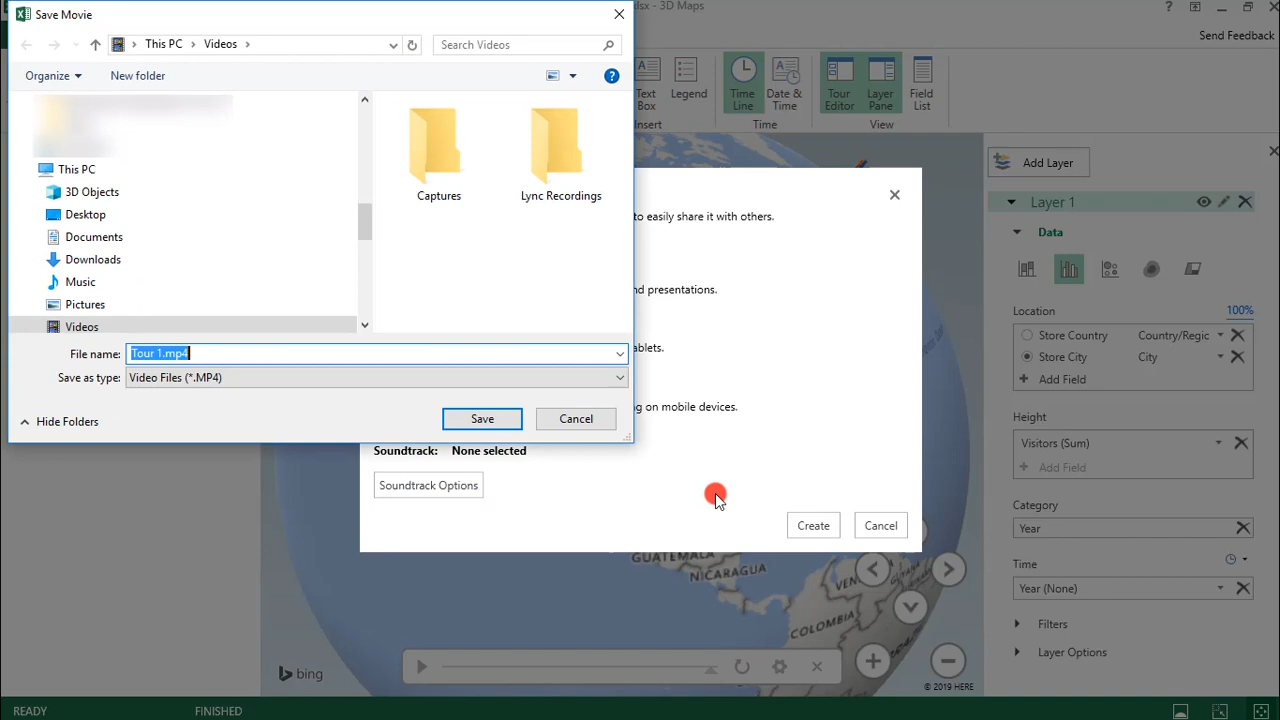 Save Movie
xlsx - 3D Maps
Send Feedback
This PC
Videos
Search Videos
Organize
New folder
Text Box
Legend
Time Line
Date & Time
Tour Editor
Layer Pane
Field List
Insert
Time
View
Captures
Lync Recordings
This PC
3D Objects
Desktop
Documents
Downloads
Music
Pictures
Videos
File name:
Tour 1.mp4
Save as type:
Video Files (*.MP4)
Hide Folders
Save
Cancel
to easily share it with others.
nd presentations.
ablets.
g on mobile devices.
Soundtrack: None selected
Soundtrack Options
Create
Cancel
Add Layer
Layer 1
Data
Location
100%
Store Country
Country/Regic
Store City
City
Add Field
Height
Visitors (Sum)
Add Field
Category
Year
Time
Year (None)
Filters
Layer Options
GUATEMALA
NICARAGUA
VEN
COLOMBIA
bing
© 2019 HERE
READY
FINISHED